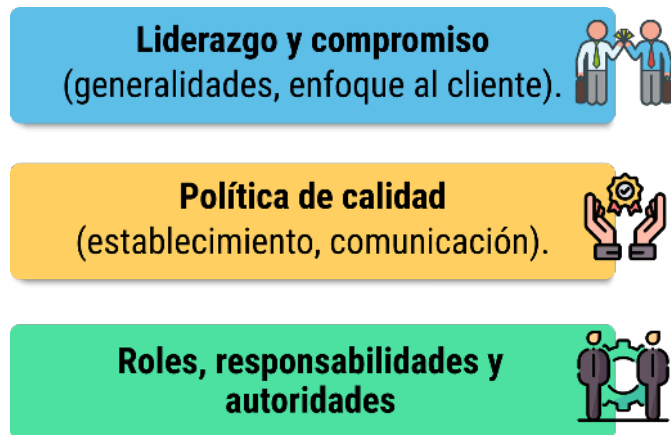 Liderazgo y compromiso
(generalidades, enfoque al cliente).
Política de calidad
(establecimiento, comunicación).
Roles, responsabilidades y
autoridades